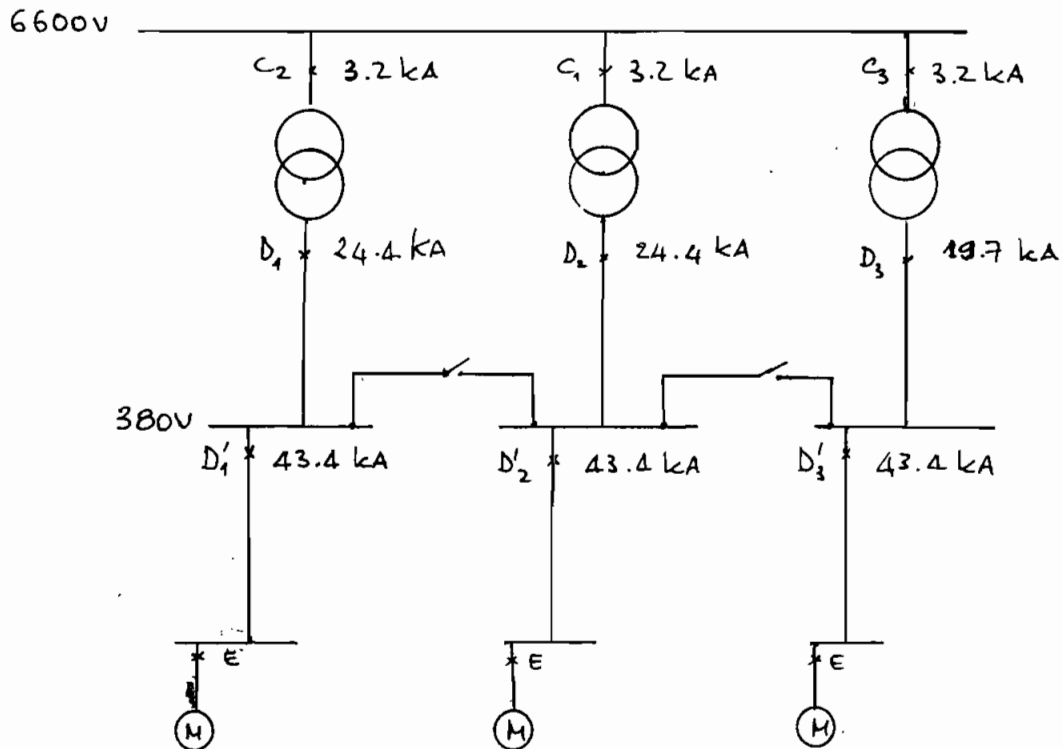 6600V
C₂ 3.2 kA C₁ 3.2 kA C₃ 3.2 kA
D₁ 24.4 kA D₂ 24.4 kA D₃ 19.7 kA
380V
D'₁ 43.4 kA D'₂ 43.4 kA D'₃ 43.4 kA
E E E
M M M